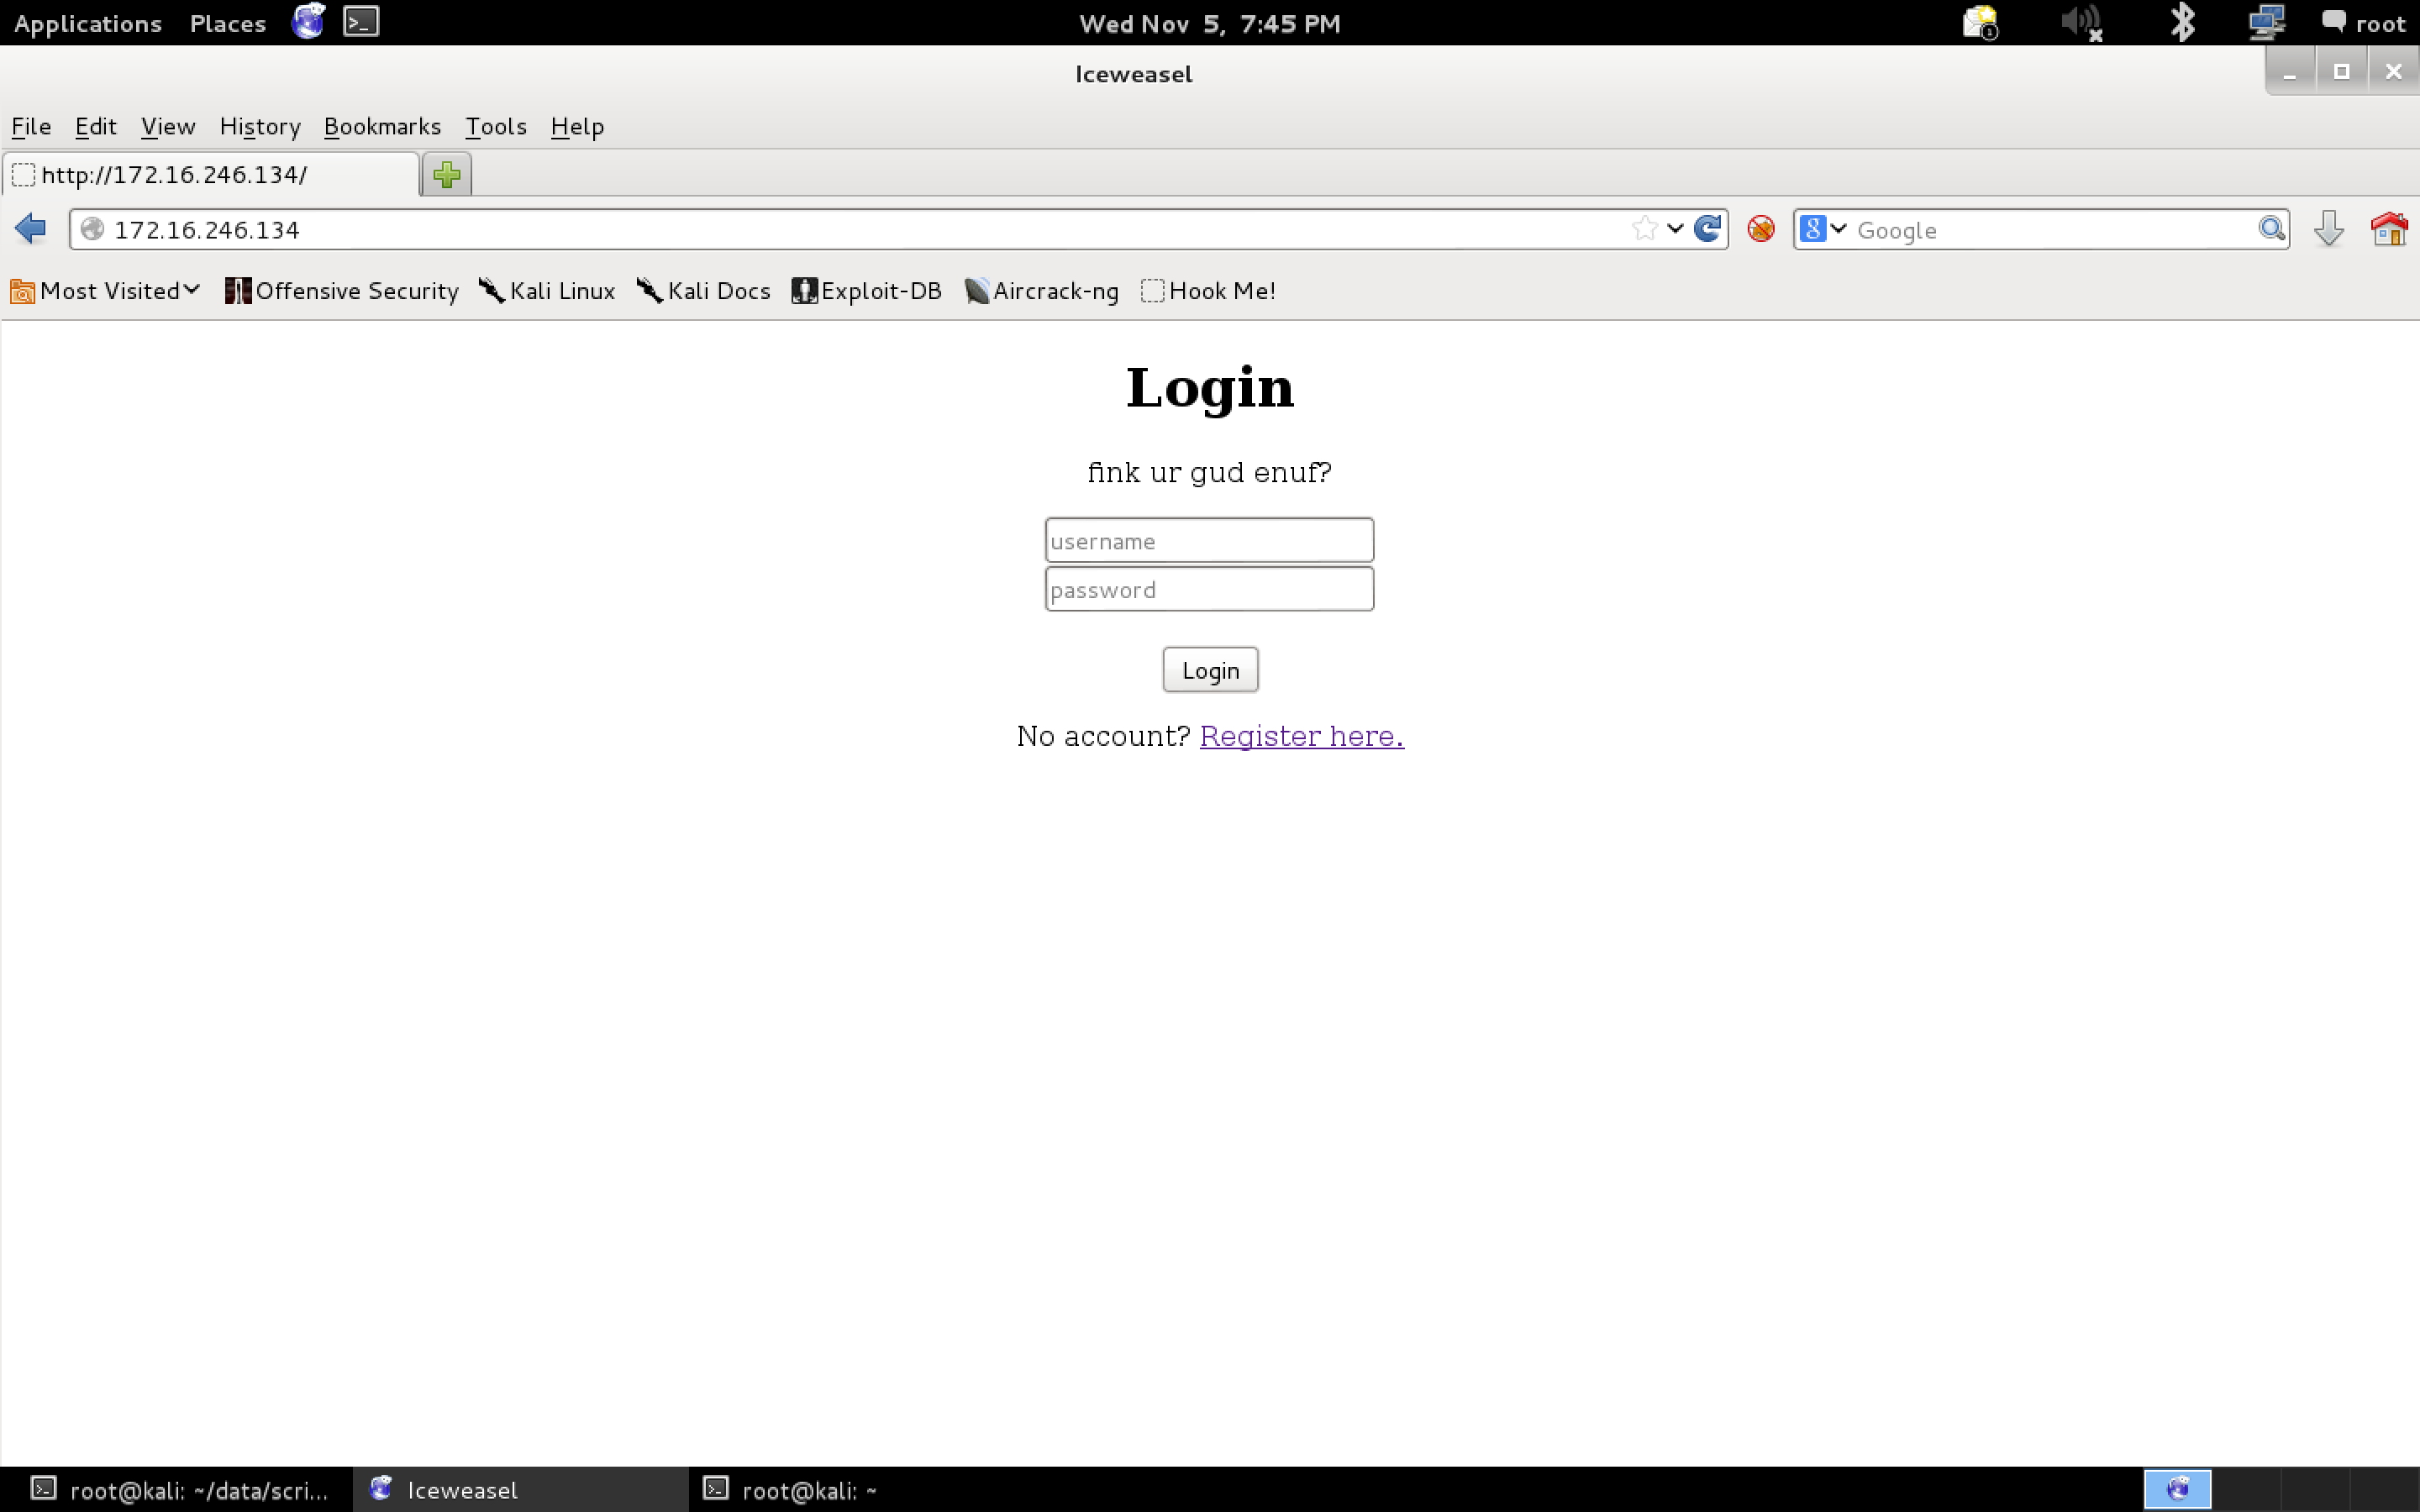 Applications Places Wed Nov 5, 7:45 PM root
Iceweasel
File Edit View History Bookmarks Tools Help
http://172.16.246.134/
172.16.246.134 Google
Most Visited Offensive Security Kali Linux Kali Docs Exploit-DB Aircrack-ng Hook Me!
Login
fink ur gud enuf?
username
password
Login
No account? Register here.
root@kali: ~/data/scri... Iceweasel root@kali: ~